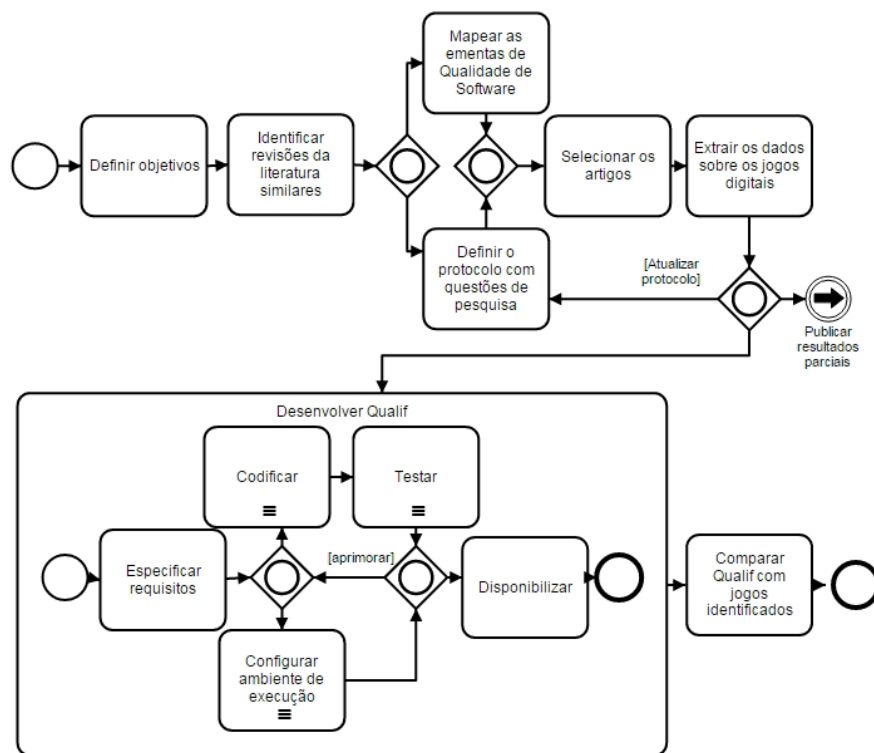 Mapear as
ementas de
Qualidade de
Software
Definir objetivos
Identificar
revisões da
literatura
similares
Selecionar os
artigos
Extrair os dados
sobre os jogos
digitais
Definir o
protocolo com
questões de
pesquisa
[Atualizar
protocolo]
Publicar
resultados
parciais
Desenvolver Qualif
Codificar
Testar
Especificar
requisitos
[aprimorar]
Disponibilizar
Configurar
ambiente de
execução
Comparar
Qualif com
jogos
identificados